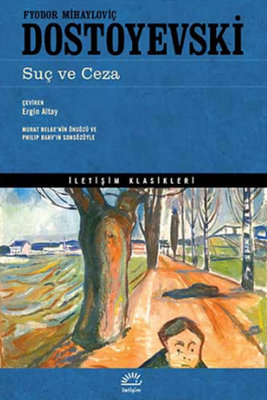 FYODOR MİHAYLOVİÇ
DOSTOYEVSKİ
Suç ve Ceza
ÇEVİREN
Ergin Altay
MURAT BELGE'NİN ÖNSÖZÜ VE
PHILIP RAHV'IN SONSÖZÜYLE
İLETİŞİM KLASİKLERİ
iletişim